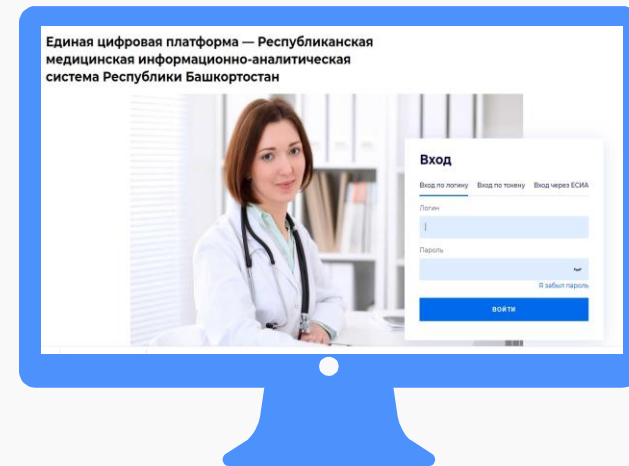 Единая цифровая платформа — Республиканская
медицинская информационно-аналитическая
система Республики Башкортостан
Вход
Вход по логину Вход по токену Вход через ЕСИА
Логин
Пароль
Я забыл пароль
ВОЙТИ